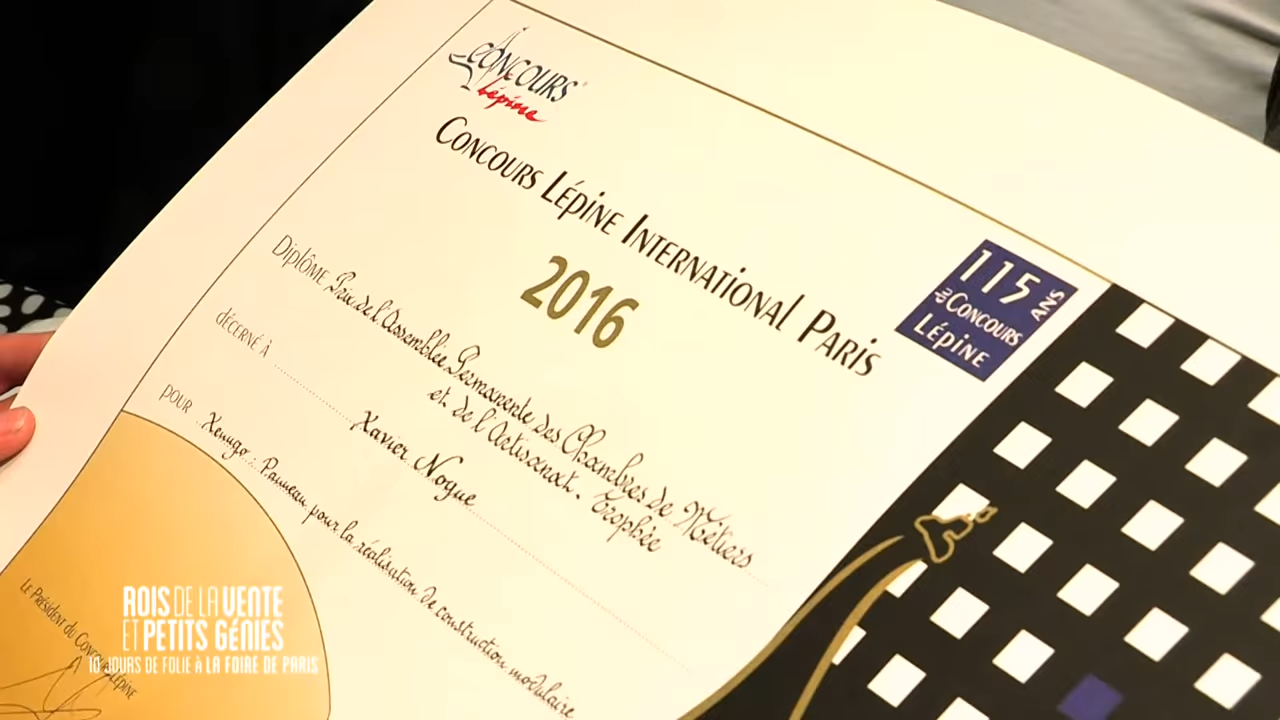 CONCOURS
Lépine
CONCOURS LÉPINE INTERNATIONAL PARIS
2016
115 ANS
du CONCOURS
LÉPINE
DIPLÔME Prix de l'Assemblée Permanente des Chambres de Métiers
et de l'Artisanat. Trophée
DÉCERNÉ À Xavier Nogue
POUR Xenugo : Panneau pour la réalisation de construction modulaire
LE PRÉSIDENT du CONCOURS LÉPINE
ROIS DE LA VENTE
ET PETITS GÉNIES
10 JOURS DE FOLIE À LA FOIRE DE PARIS